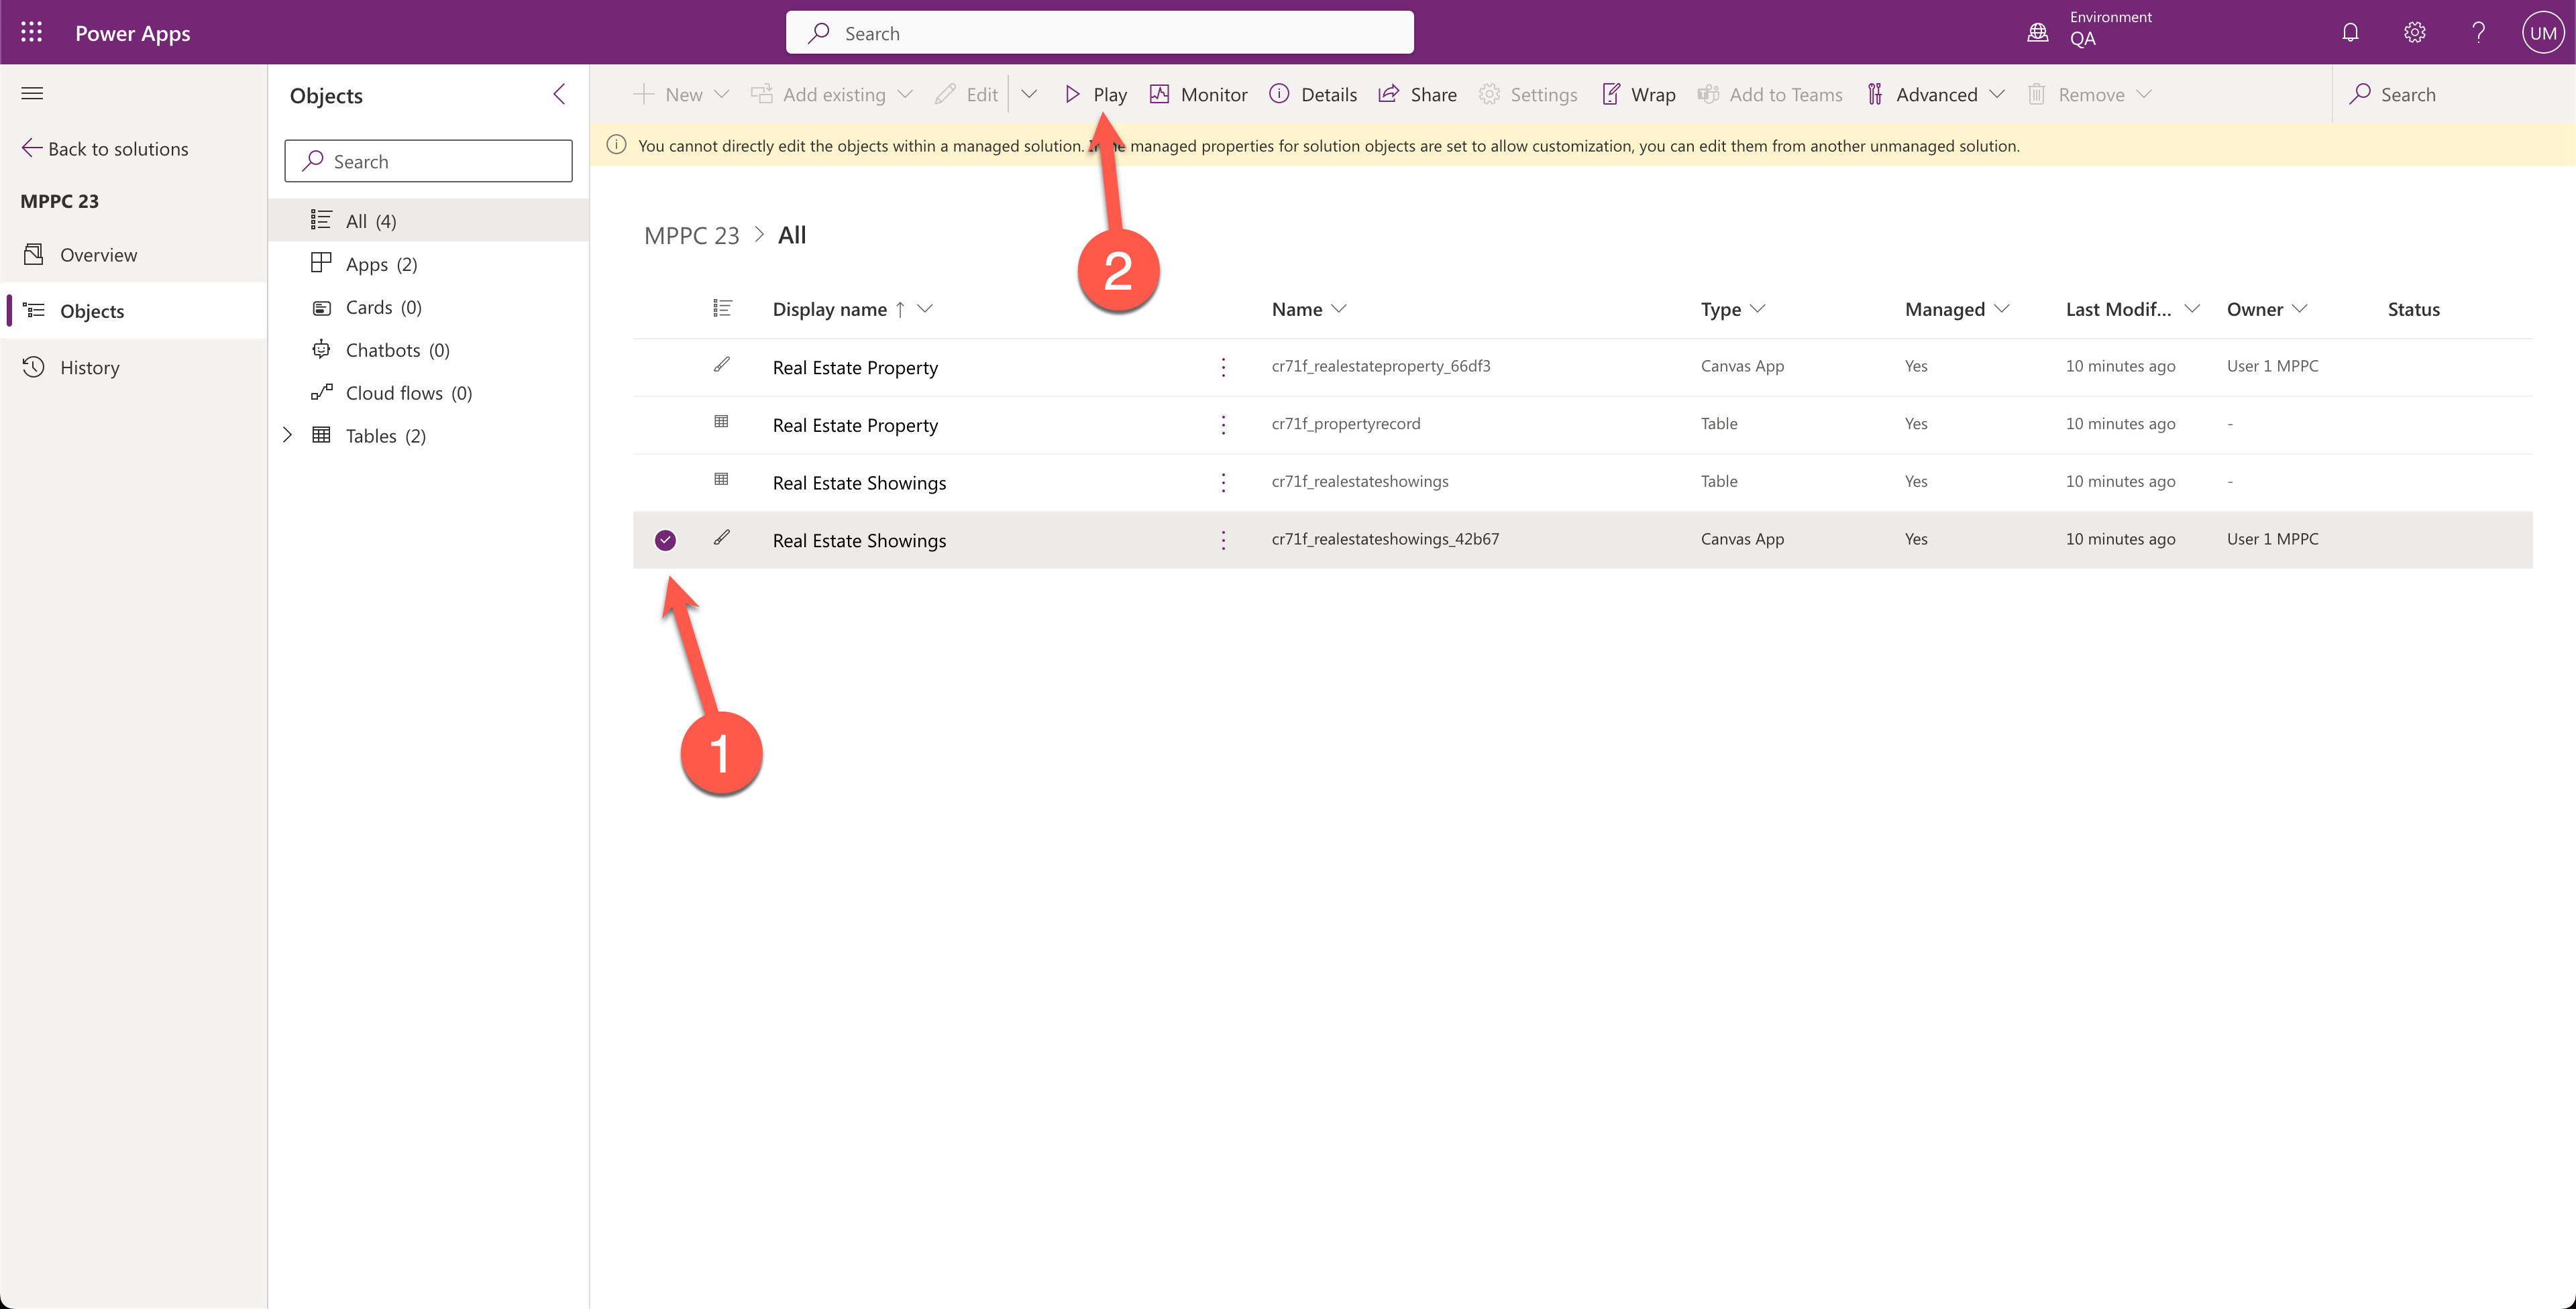 Power Apps
Search
Environment
QA
UM
Objects
New
Add existing
Edit
Play
Monitor
Details
Share
Settings
Wrap
Add to Teams
Advanced
Remove
Search
Back to solutions
MPPC 23
Overview
Objects
History
Search
All (4)
Apps (2)
Cards (0)
Chatbots (0)
Cloud flows (0)
Tables (2)
You cannot directly edit the objects within a managed solution. the managed properties for solution objects are set to allow customization, you can edit them from another unmanaged solution.
MPPC 23 > All
2
Display name ↑ Name Type Managed Last Modif... Owner Status
Real Estate Property cr71f_realestateproperty_66df3 Canvas App Yes 10 minutes ago User 1 MPPC
Real Estate Property cr71f_propertyrecord Table Yes 10 minutes ago -
Real Estate Showings cr71f_realestateshowings Table Yes 10 minutes ago -
Real Estate Showings cr71f_realestateshowings_42b67 Canvas App Yes 10 minutes ago User 1 MPPC
1